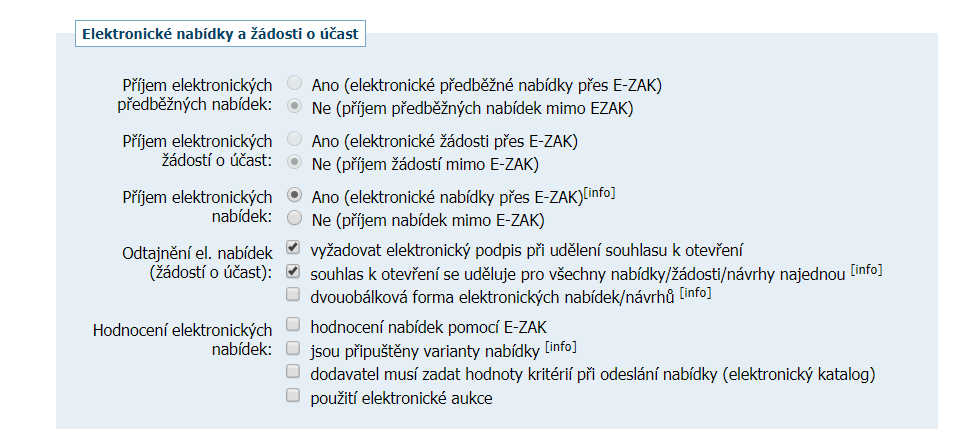 Elektronické nabídky a žádosti o účast
Příjem elektronických předběžných nabídek:
Ano (elektronické předběžné nabídky přes E-ZAK)
Ne (příjem předběžných nabídek mimo EZAK)
Příjem elektronických žádostí o účast:
Ano (elektronické žádosti přes E-ZAK)
Ne (příjem žádostí mimo E-ZAK)
Příjem elektronických nabídek:
Ano (elektronické nabídky přes E-ZAK)[info]
Ne (příjem nabídek mimo E-ZAK)
Odtajnění el. nabídek (žádostí o účast):
vyžadovat elektronický podpis při udělení souhlasu k otevření
souhlas k otevření se uděluje pro všechny nabídky/žádosti/návrhy najednou [info]
dvouobálková forma elektronických nabídek/návrhů [info]
Hodnocení elektronických nabídek:
hodnocení nabídek pomocí E-ZAK
jsou připuštěny varianty nabídky [info]
dodavatel musí zadat hodnoty kritérií při odeslání nabídky (elektronický katalog)
použití elektronické aukce